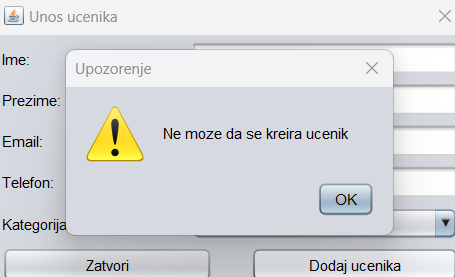 Unos ucenika
Ime:
Upozorenje
Prezime:
Ne moze da se kreira ucenik
Email:
Telefon:
OK
Kategorija
Zatvori
Dodaj ucenika